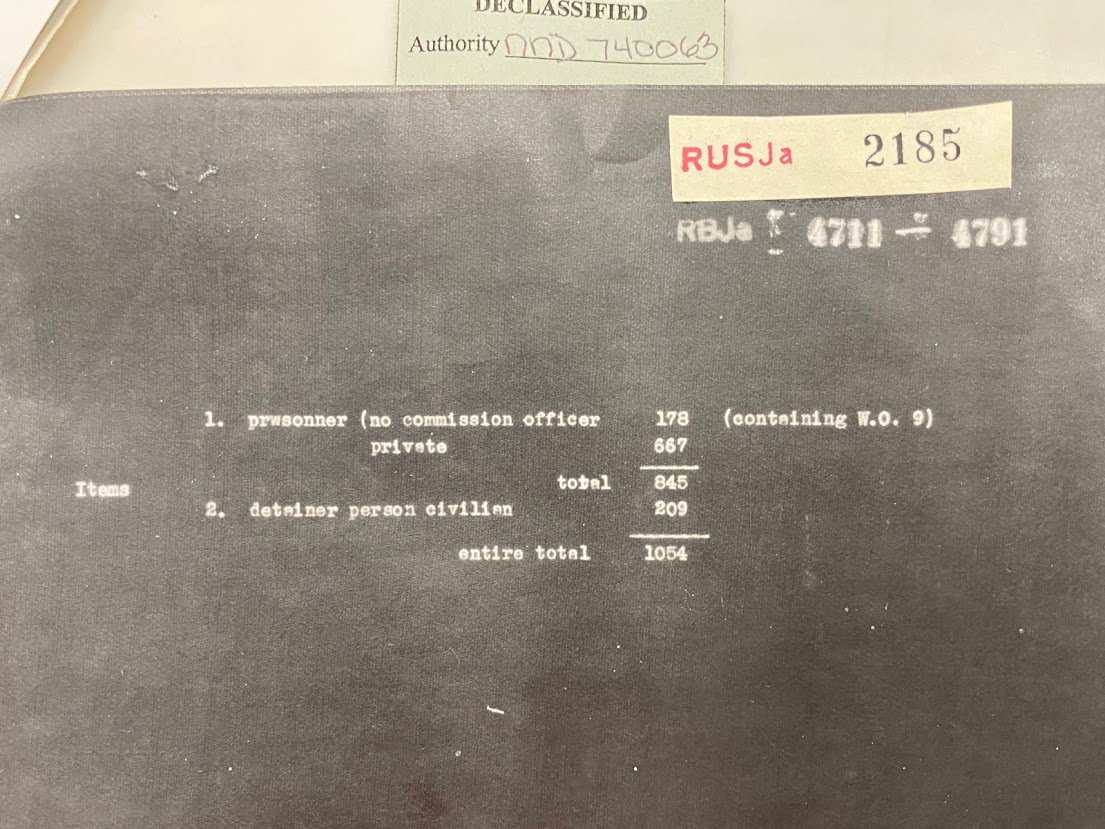 DECLASSIFIED
Authority NND 740063
RUSJa 2185
RBJa 4711 — 4791
1. prwsonner (no commission officer 178 (containing W.O. 9)
private 667
total 845
Items
2. detainer person civilien 209
entire total 1054